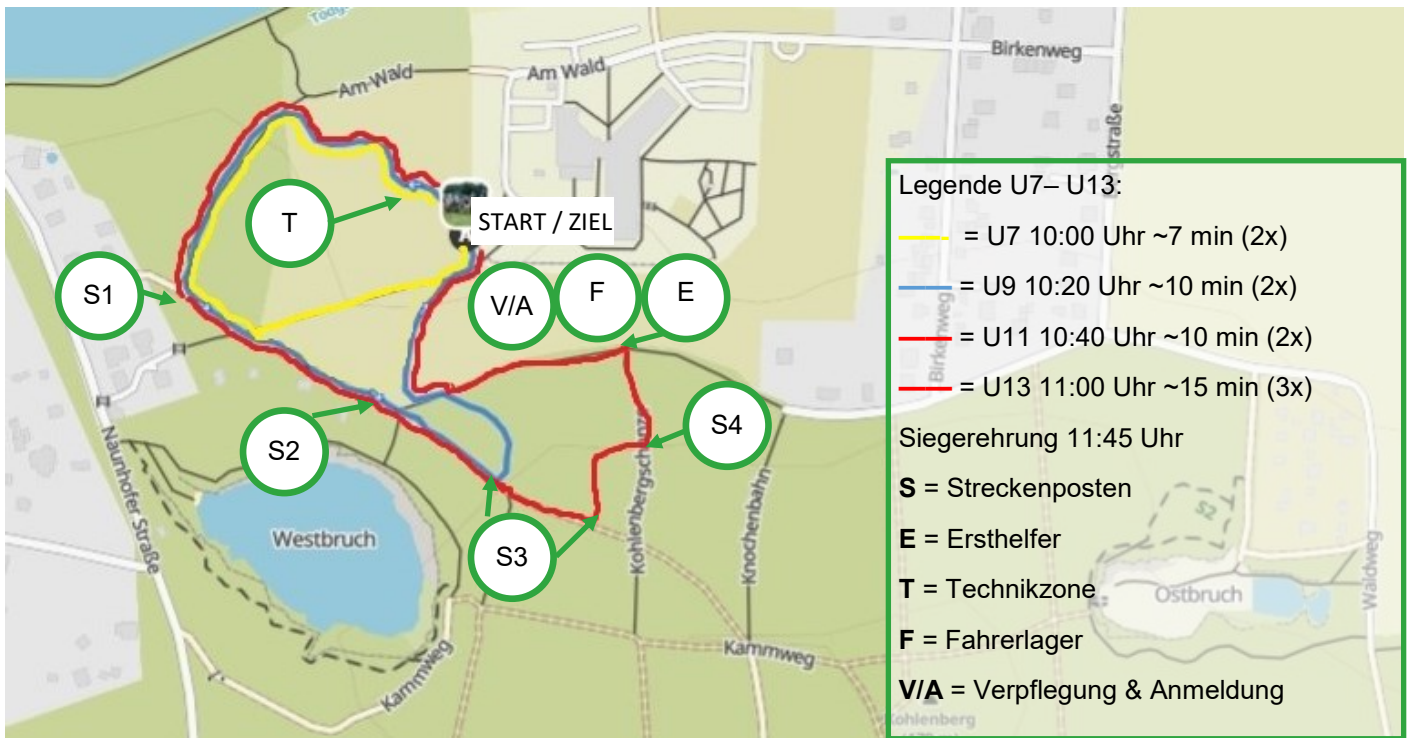 Am Wald
Am Wald
Birkenweg
T
START / ZIEL
S1
V/A
F
E
S2
S4
S3
Naunhofer Straße
Westbruch
Kohlenbergschanze
Knochenbahn
Birkenweg
Kammweg
Kammweg
Legende U7– U13:
= U7 10:00 Uhr ~7 min (2x)
= U9 10:20 Uhr ~10 min (2x)
= U11 10:40 Uhr ~10 min (2x)
= U13 11:00 Uhr ~15 min (3x)
Siegerehrung 11:45 Uhr
S = Streckenposten
E = Ersthelfer
T = Technikzone
F = Fahrerlager
V/A = Verpflegung & Anmeldung
S2
Ostbruch
Waldweg
Kohlenberg